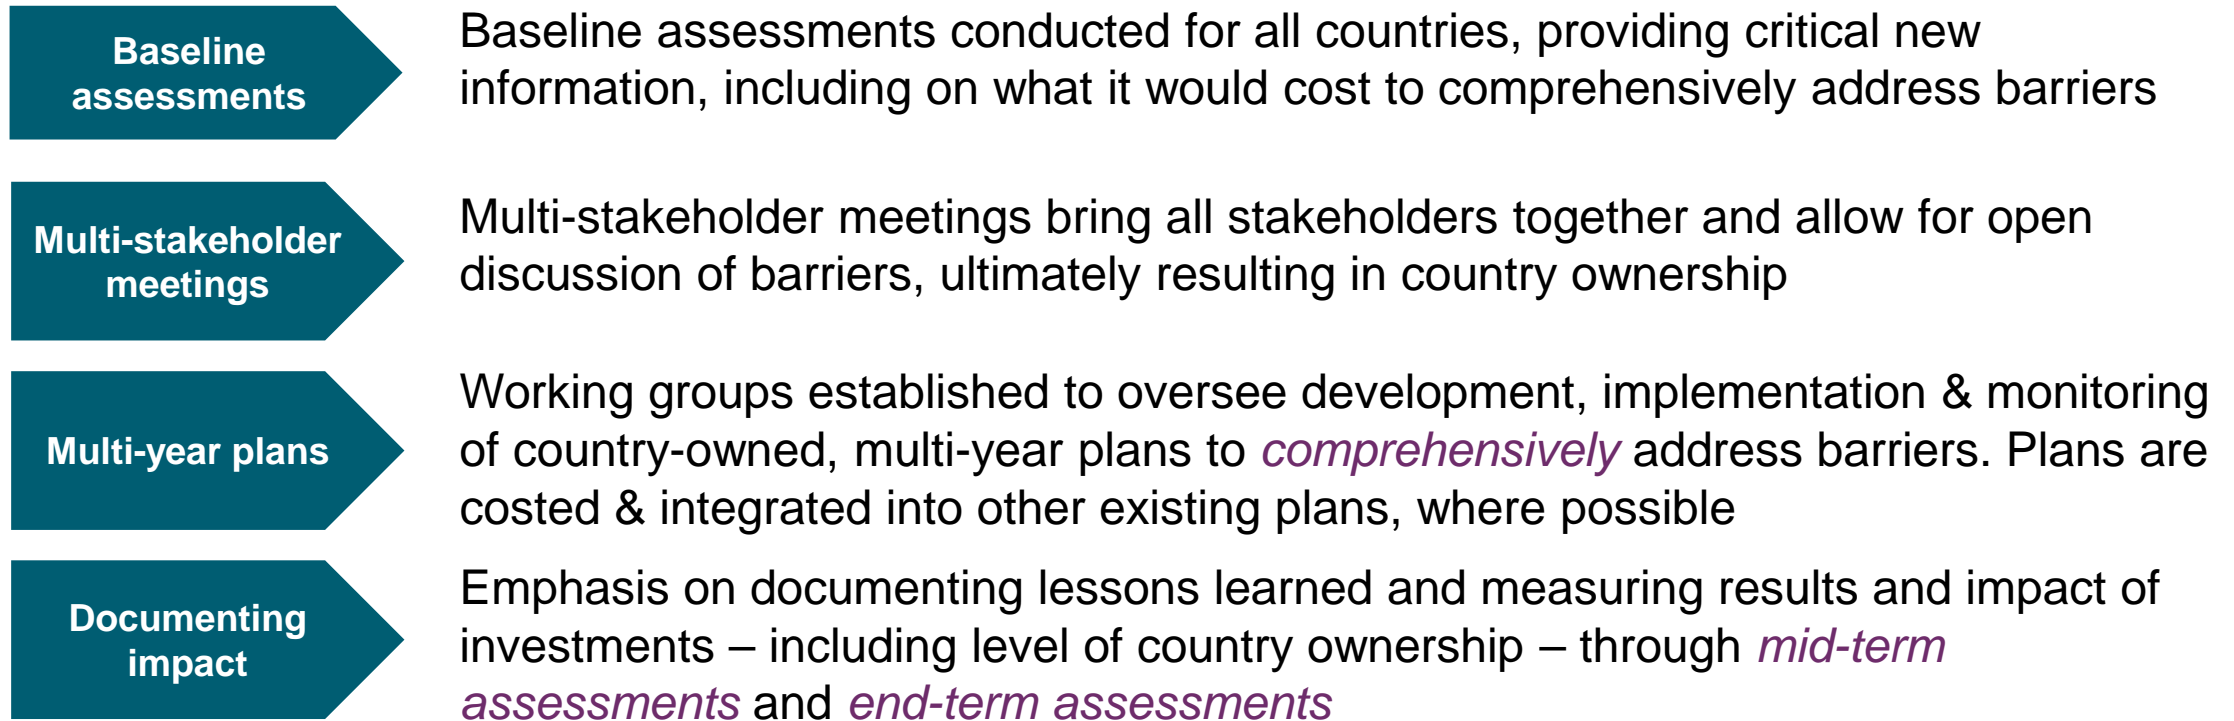 Baseline
assessments
Baseline assessments conducted for all countries, providing critical new
information, including on what it would cost to comprehensively address barriers
Multi-stakeholder
meetings
Multi-stakeholder meetings bring all stakeholders together and allow for open
discussion of barriers, ultimately resulting in country ownership
Multi-year plans
Working groups established to oversee development, implementation & monitoring
of country-owned, multi-year plans to comprehensively address barriers. Plans are
costed & integrated into other existing plans, where possible
Documenting
impact
Emphasis on documenting lessons learned and measuring results and impact of
investments – including level of country ownership – through mid-term
assessments and end-term assessments